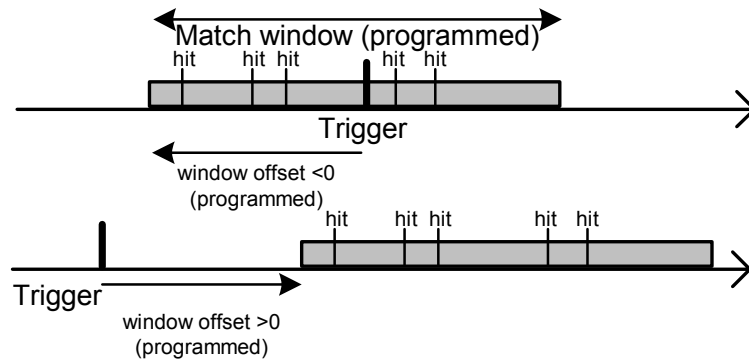 Match window (programmed)
hit hit hit hit hit
Trigger
window offset <0
(programmed)
hit hit hit hit hit
Trigger
window offset >0
(programmed)